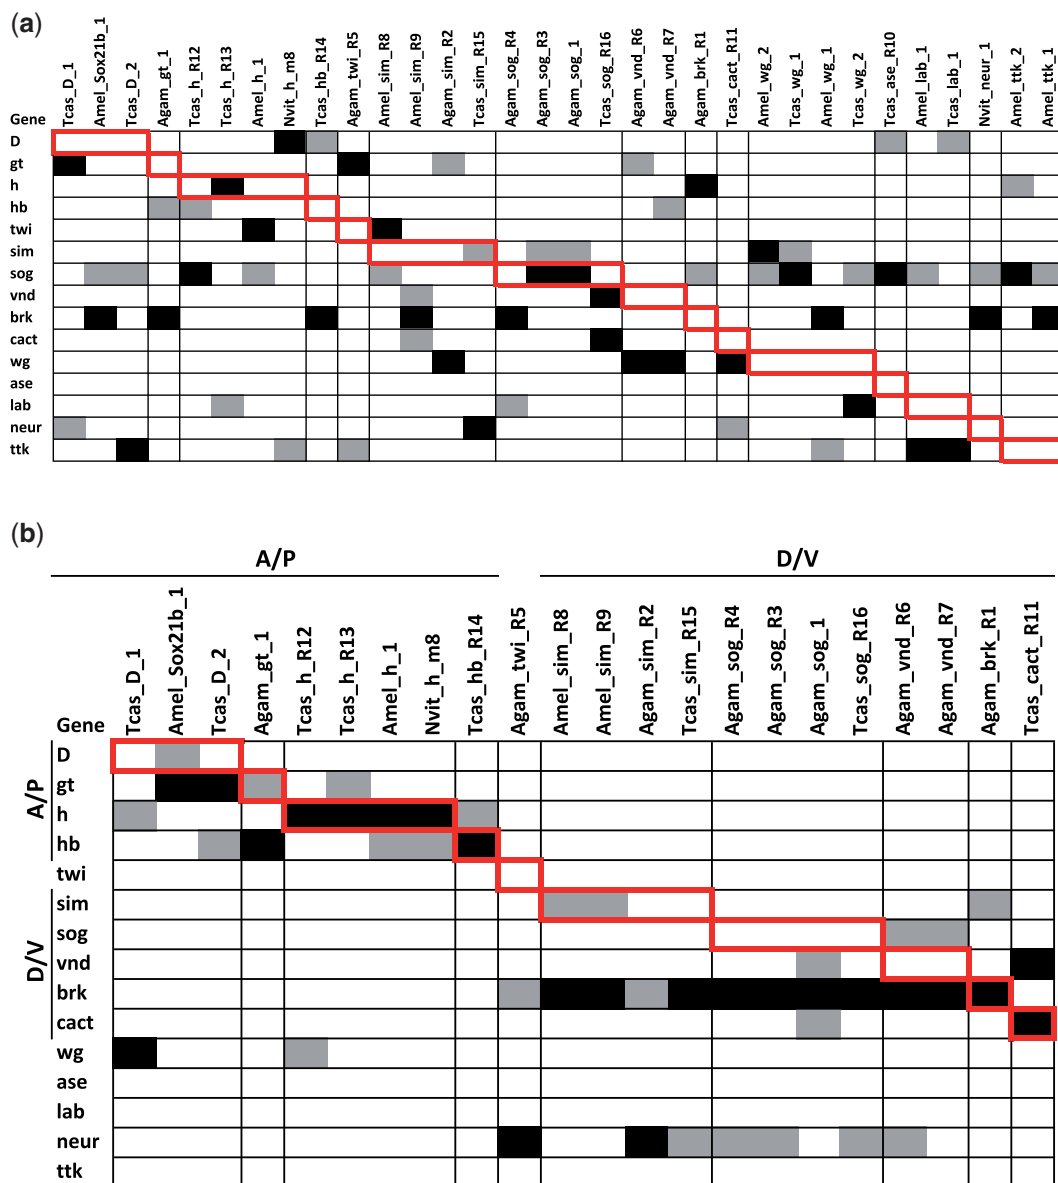 (a)
Gene Tcas_D_1 Amel_Sox21b_1 Tcas_D_2 Agam_gt_1 Tcas_h_R12 Tcas_h_R13 Amel_h_1 Nvit_h_m8 Tcas_hb_R14 Agam_twi_R5 Amel_sim_R8 Amel_sim_R9 Agam_sim_R2 Tcas_sim_R15 Agam_sog_R4 Agam_sog_R3 Agam_sog_1 Tcas_sog_R16 Agam_vnd_R6 Agam_vnd_R7 Agam_brk_R1 Tcas_cact_R11 Amel_wg_2 Tcas_wg_1 Amel_wg_1 Tcas_wg_2 Tcas_ase_R10 Amel_lab_1 Tcas_lab_1 Nvit_neur_1 Amel_ttk_2 Amel_ttk_1
D
gt
h
hb
twi
sim
sog
vnd
brk
cact
wg
ase
lab
neur
ttk
(b)
A/P D/V
Gene Tcas_D_1 Amel_Sox21b_1 Tcas_D_2 Agam_gt_1 Tcas_h_R12 Tcas_h_R13 Amel_h_1 Nvit_h_m8 Tcas_hb_R14 Agam_twi_R5 Amel_sim_R8 Amel_sim_R9 Agam_sim_R2 Tcas_sim_R15 Agam_sog_R4 Agam_sog_R3 Agam_sog_1 Tcas_sog_R16 Agam_vnd_R6 Agam_vnd_R7 Agam_brk_R1 Tcas_cact_R11
A/P
D
gt
h
hb
twi
D/V
sim
sog
vnd
brk
cact
wg
ase
lab
neur
ttk